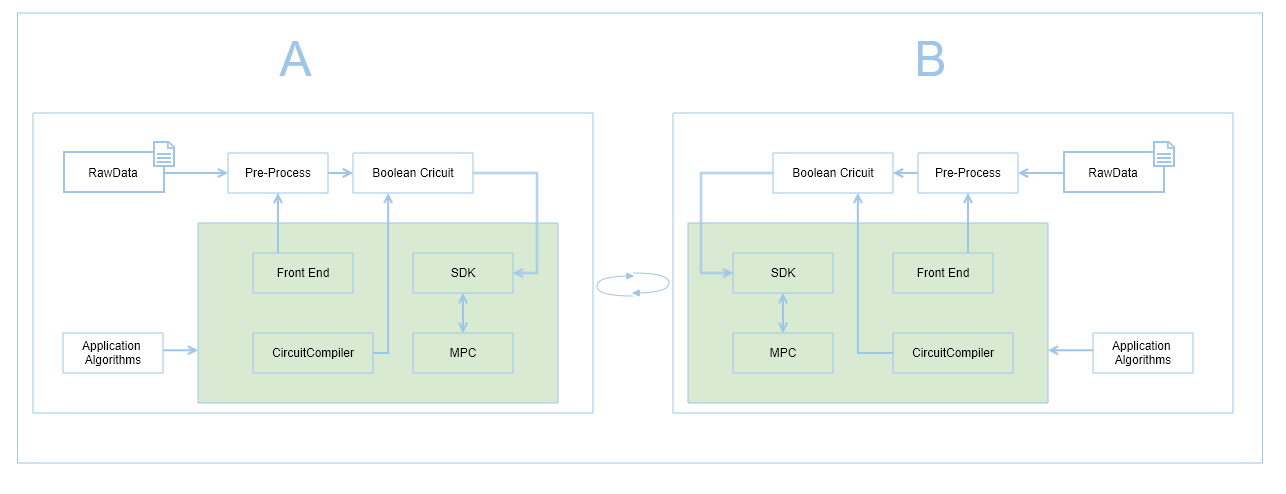 A
B
RawData
Pre-Process
Boolean Cricuit
Boolean Cricuit
Pre-Process
RawData
Front End
SDK
SDK
Front End
Application
Algorithms
CircuitCompiler
MPC
MPC
CircuitCompiler
Application
Algorithms